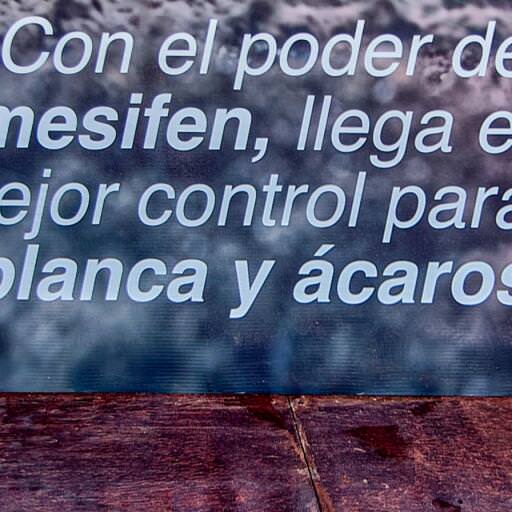 Con el poder de
mesifen, llega e
ejor control para
blanca y ácaros